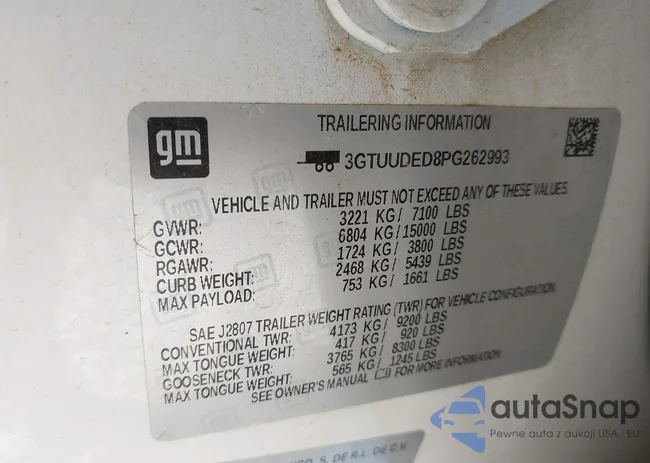 gm
TRAILERING INFORMATION
3GTUUDED8PG262993
VEHICLE AND TRAILER MUST NOT EXCEED ANY OF THESE VALUES.
GVWR: 3221 KG/ 7100 LBS
GCWR: 6804 KG/15000 LBS
RGAWR: 1724 KG/ 3800 LBS
CURB WEIGHT: 2468 KG/ 5439 LBS
MAX PAYLOAD: 753 KG/ 1661 LBS
SAE J2807 TRAILER WEIGHT RATING (TWR) FOR VEHICLE CONFIGURATION.
CONVENTIONAL TWR: 4173 KG/ 9200 LBS
MAX TONGUE WEIGHT: 417 KG/ 920 LBS
GOOSENECK TWR: 3765 KG/ 8300 LBS
MAX TONGUE WEIGHT: 565 KG/ 1245 LBS
SEE OWNER'S MANUAL FOR MORE INFORMATION
S. DE R.L. DE C.V.
autaSnap
Pewne auta z aukcji USA i EU